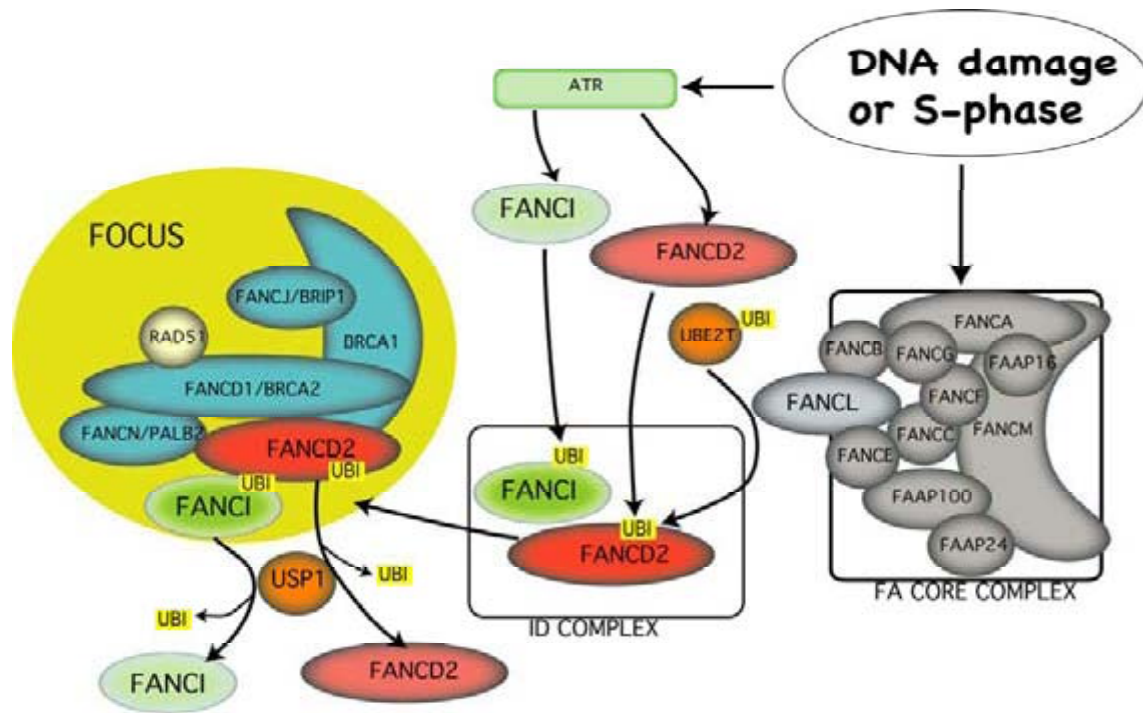 DNA damage
or S-phase
ATR
FANCI
FANCD2
UBE2T
UBI
FOCUS
FANCJ/BRIP1
BRCA1
RAD51
FANCD1/BRCA2
FANCN/PALB2
FANCD2
UBI
UBI
FANCI
USP1
UBI
UBI
FANCI
FANCD2
UBI
FANCI
UBI
FANCD2
ID COMPLEX
FANCA
FANCB
FANCG
FAAP16
FANCL
FANCF
FANCC
FANCM
FANCE
FAAP100
FAAP24
FA CORE COMPLEX